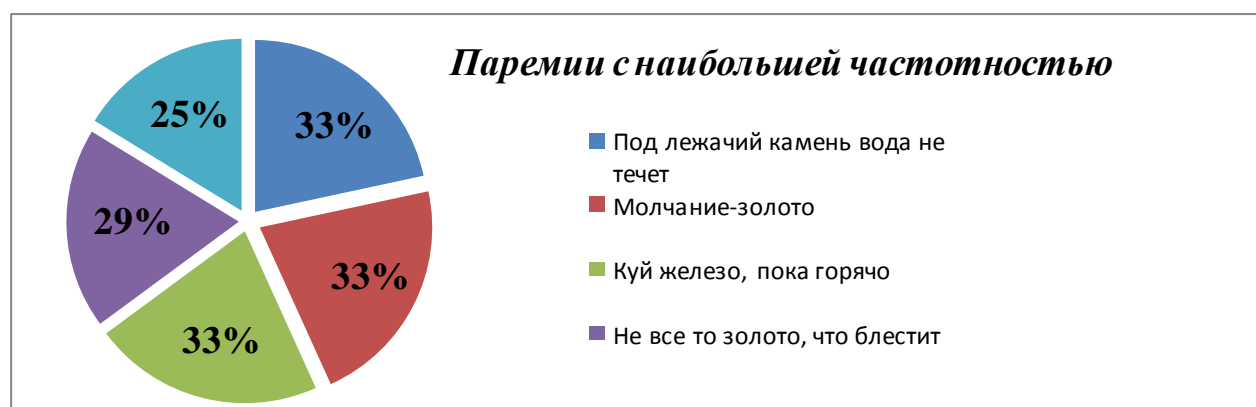 Паремии с наибольшей частотностью
25%
33%
Под лежачий камень вода не
течет
Молчание-золото
29%
33%
Куй железо, пока горячо
33%
Не все то золото, что блестит